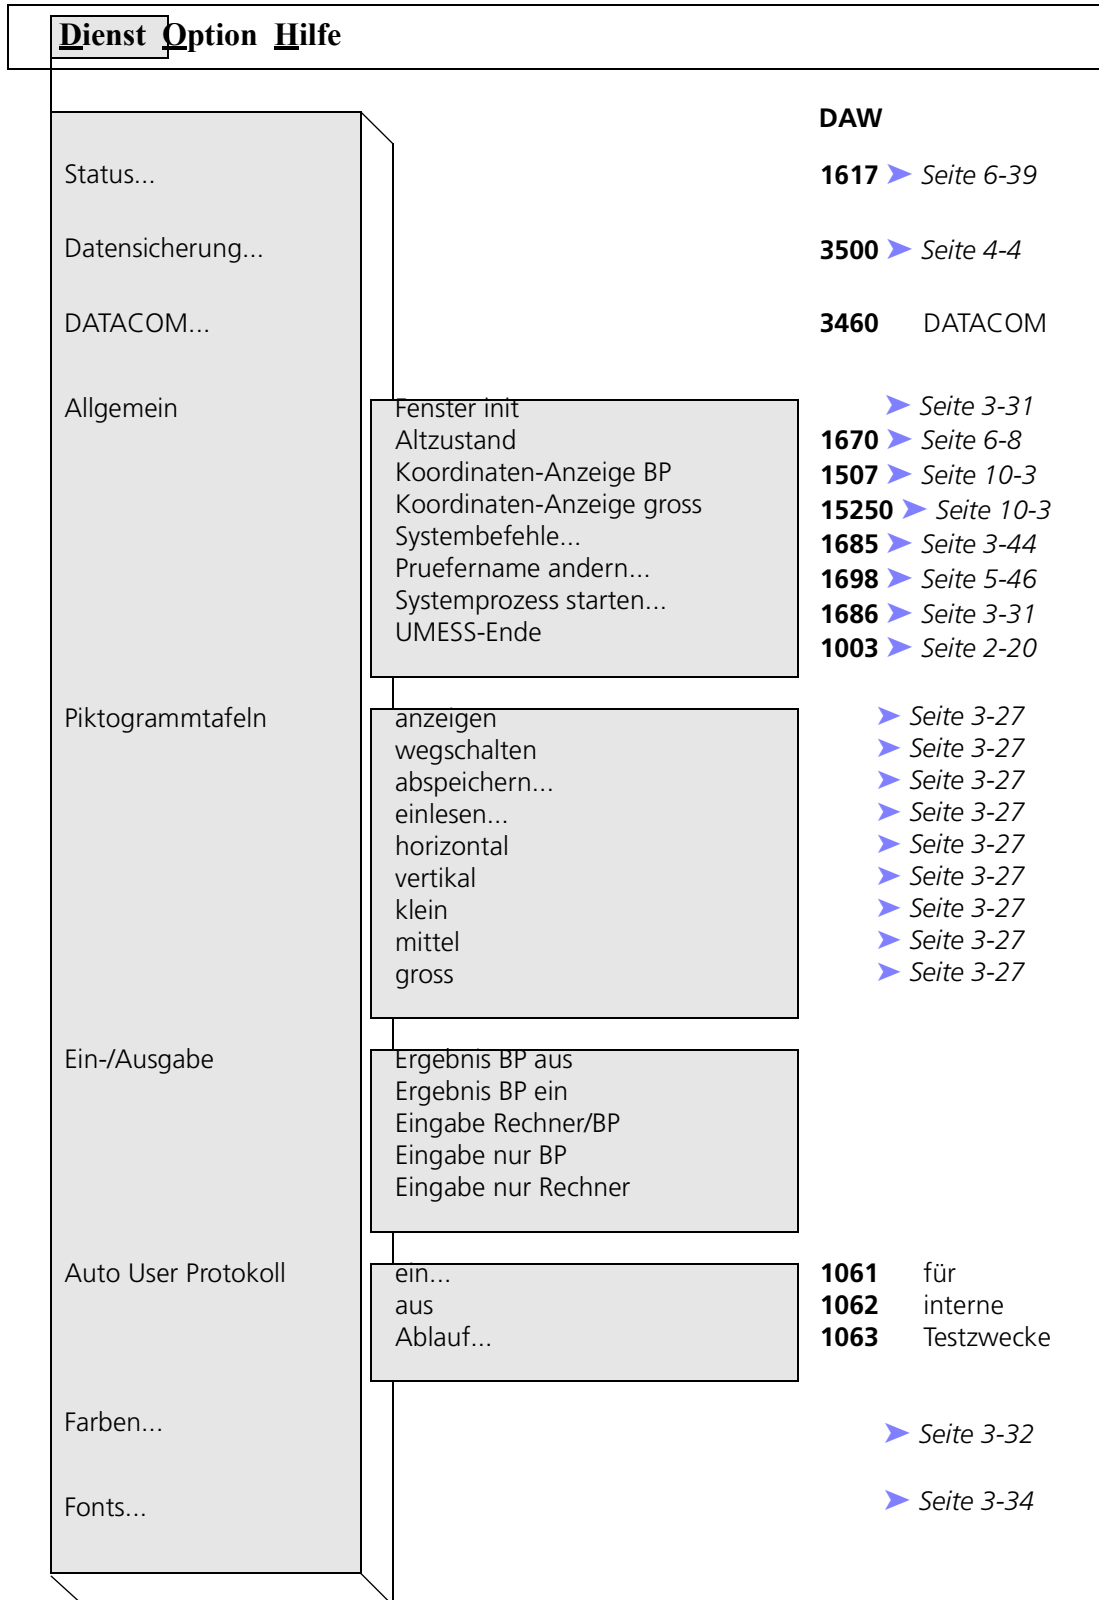 Dienst Option Hilfe
DAW
Status... 1617 ➤ Seite 6-39
Datensicherung... 3500 ➤ Seite 4-4
DATACOM... 3460 DATACOM
Allgemein Fenster init ➤ Seite 3-31
Altzustand 1670 ➤ Seite 6-8
Koordinaten-Anzeige BP 1507 ➤ Seite 10-3
Koordinaten-Anzeige gross 15250 ➤ Seite 10-3
Systembefehle... 1685 ➤ Seite 3-44
Pruefername andern... 1698 ➤ Seite 5-46
Systemprozess starten... 1686 ➤ Seite 3-31
UMESS-Ende 1003 ➤ Seite 2-20
Piktogrammtafeln anzeigen ➤ Seite 3-27
wegschalten ➤ Seite 3-27
abspeichern... ➤ Seite 3-27
einlesen... ➤ Seite 3-27
horizontal ➤ Seite 3-27
vertikal ➤ Seite 3-27
klein ➤ Seite 3-27
mittel ➤ Seite 3-27
gross ➤ Seite 3-27
Ein-/Ausgabe Ergebnis BP aus
Ergebnis BP ein
Eingabe Rechner/BP
Eingabe nur BP
Eingabe nur Rechner
Auto User Protokoll ein... 1061 für
aus 1062 interne
Ablauf... 1063 Testzwecke
Farben... ➤ Seite 3-32
Fonts... ➤ Seite 3-34